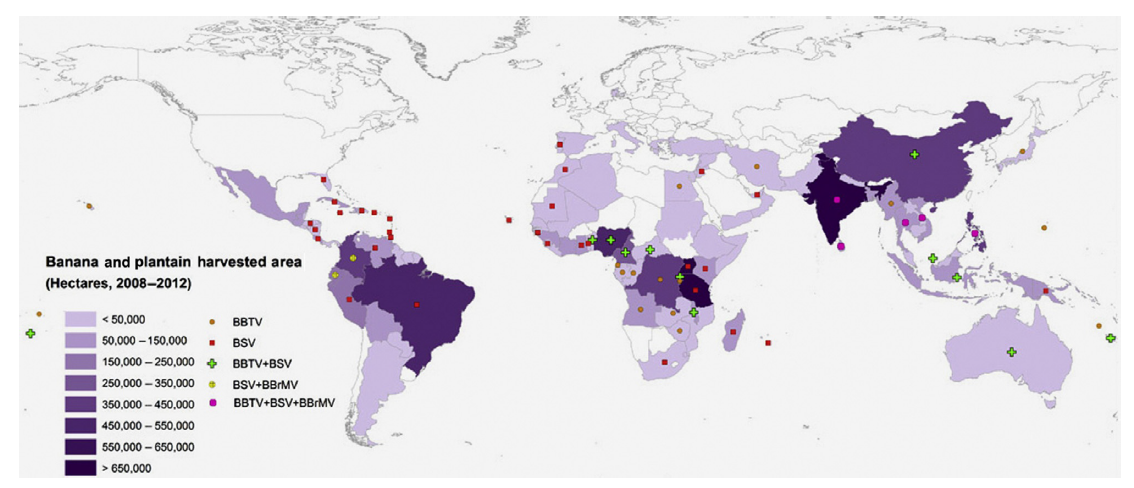 Banana and plantain harvested area
(Hectares, 2008–2012)
< 50,000
50,000 – 150,000
150,000 – 250,000
250,000 – 350,000
350,000 – 450,000
450,000 – 550,000
550,000 – 650,000
> 650,000
BBTV
BSV
BBTV+BSV
BSV+BBrMV
BBTV+BSV+BBrMV